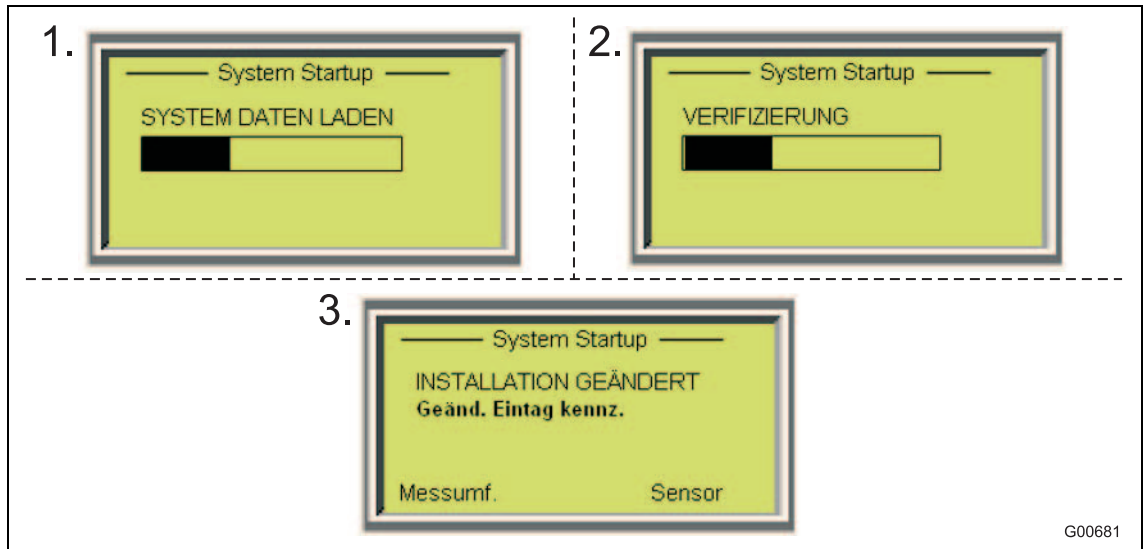 1.
System Startup
SYSTEM DATEN LADEN
2.
System Startup
VERIFIZIERUNG
3.
System Startup
INSTALLATION GEÄNDERT
Geänd. Eintag kennz.
Messumf. Sensor
G00681